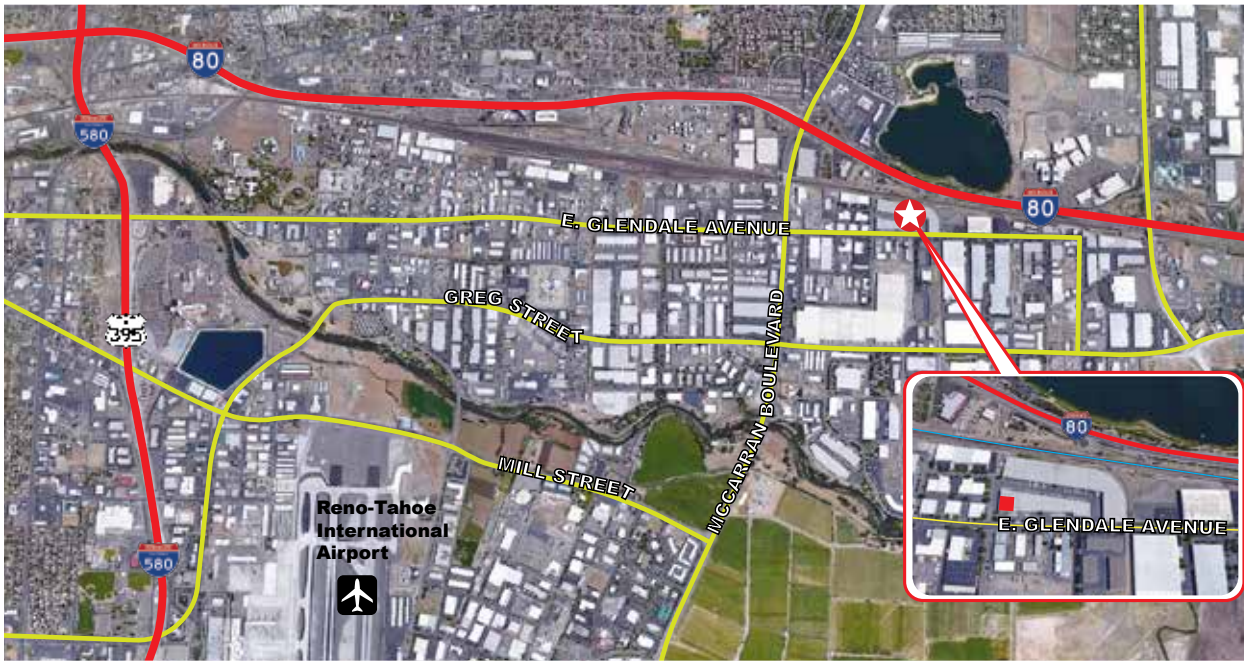 80
580
E. GLENDALE AVENUE
80
GREG STREET
395
MCCARRAN BOULEVARD
80
MILL STREET
E. GLENDALE AVENUE
Reno-Tahoe
International
Airport
580